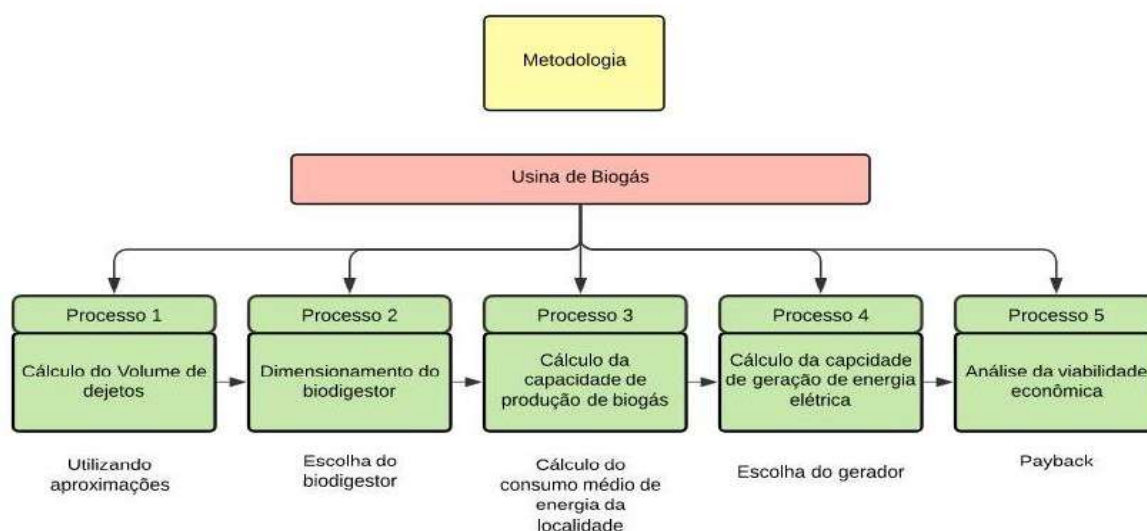 Metodologia
Usina de Biogás
Processo 1
Cálculo do Volume de
dejetos
Utilizando
aproximações
Processo 2
Dimensionamento do
biodigestor
Escolha do
biodigestor
Processo 3
Cálculo da
capacidade de
produção de biogás
Cálculo do
consumo médio de
energia da
localidade
Processo 4
Cálculo da capcidade
de geração de energia
elétrica
Escolha do gerador
Processo 5
Análise da viabilidade
econômica
Payback